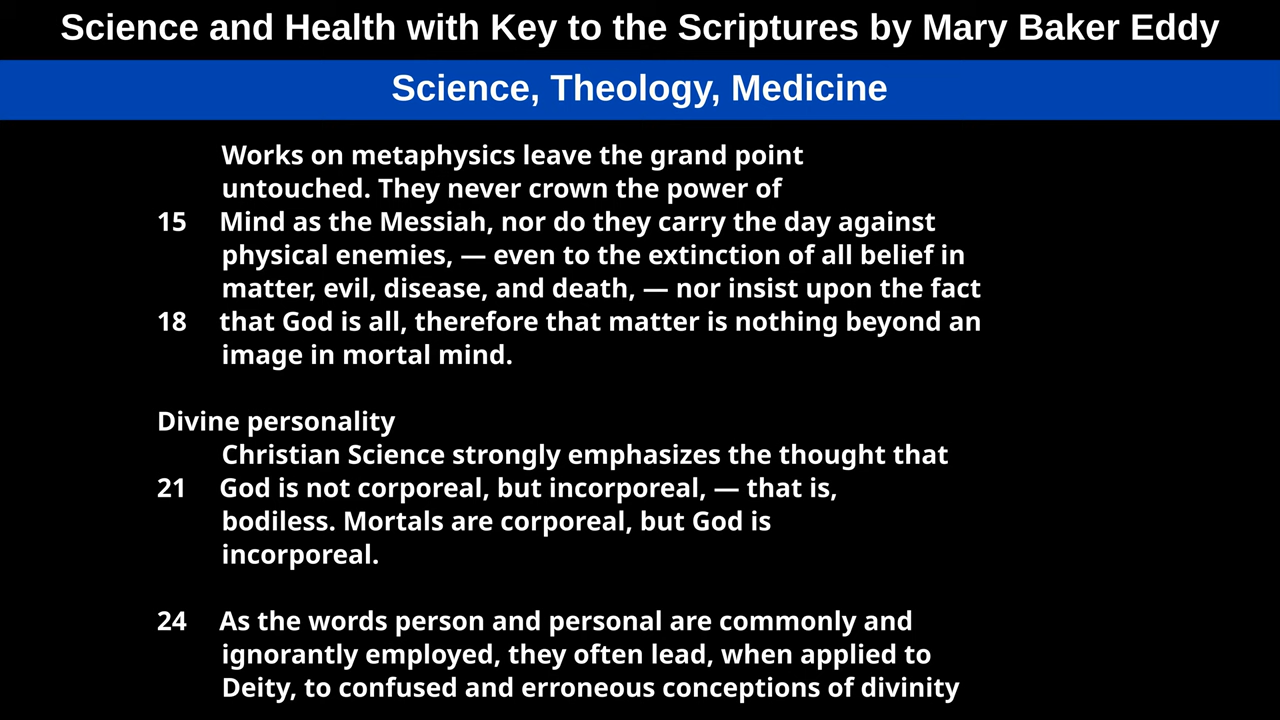 Science and Health with Key to the Scriptures by Mary Baker Eddy
Science, Theology, Medicine
Works on metaphysics leave the grand point
untouched. They never crown the power of
15 Mind as the Messiah, nor do they carry the day against
physical enemies, — even to the extinction of all belief in
matter, evil, disease, and death, — nor insist upon the fact
18 that God is all, therefore that matter is nothing beyond an
image in mortal mind.
Divine personality
Christian Science strongly emphasizes the thought that
21 God is not corporeal, but incorporeal, — that is,
bodiless. Mortals are corporeal, but God is
incorporeal.
24 As the words person and personal are commonly and
ignorantly employed, they often lead, when applied to
Deity, to confused and erroneous conceptions of divinity